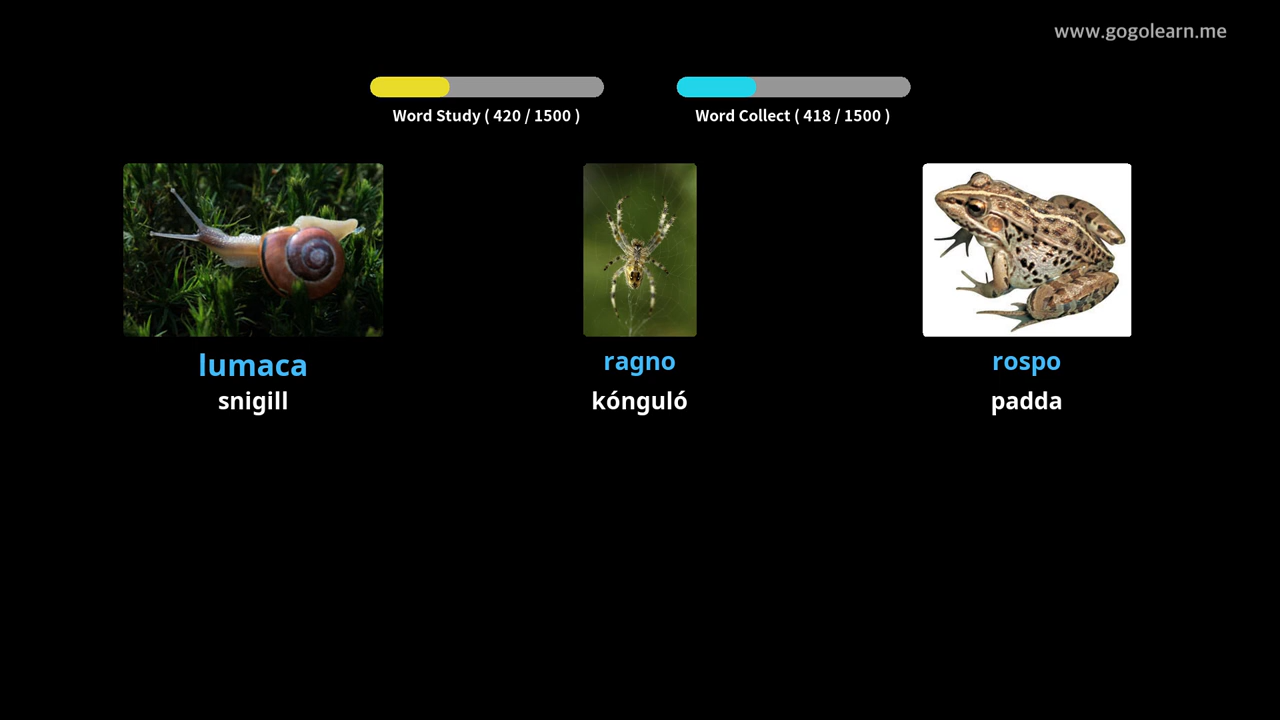 www.gogolearn.me
Word Study ( 420 / 1500 )
Word Collect ( 418 / 1500 )
lumaca
snigill
ragno
kónguló
rospo
padda